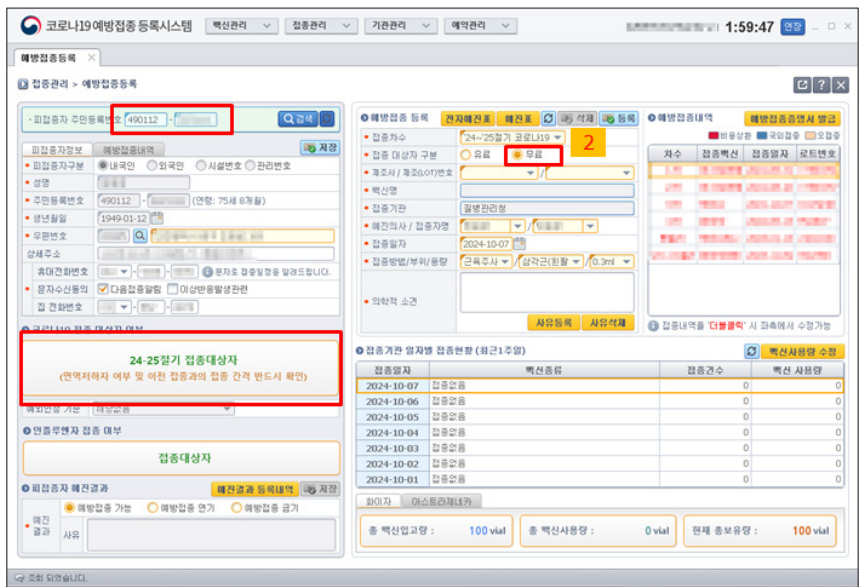 코로나19 예방접종 등록시스템 백신관리 접종관리 기관관리 예약관리 1:59:47 연장
예방접종등록
접종관리 > 예방접종등록
피접종자 주민등록번호 490112 - 검색
피접종자정보 예방접종내역 저장
피접종자구분 내국인 외국인 시설번호 관리번호
성명
주민등록번호 490112 - (연령: 75세 8개월)
생년월일 1949-01-12
우편번호
상세주소
휴대전화번호 문자로 접종일정을 알려드립니다.
문자수신동의 다음접종알림 이상반응발생관련
집 전화번호
코로나19 접종 대상자 여부
24-25절기 접종대상자
(면역저하자 여부 및 이전 접종과의 접종 간격 반드시 확인)
예외인정 기준 해당없음
인플루엔자 접종 여부
접종대상자
피접종자 예진결과 예진결과 등록내역 저장
예진결과 예방접종 가능 예방접종 연기 예방접종 금기
사유
예방접종 등록 전자예진표 예진표 삭제 등록
접종차수 '24~'25절기 코로나19
접종 대상자 구분 유료 무료 2
제조사 / 제조(LOT)번호 /
백신명
접종기관 질병관리청
예진의사 / 접종자명 /
접종일자 2024-10-07
접종방법/부위/용량 근육주사 / 삼각근(왼팔 / 0.3ml
의학적 소견
사유등록 사유삭제
예방접종내역 예방접종증명서 발급
비용상환 국외접종 오접종
차수 접종백신 접종일자 로트번호
접종내역을 '더블클릭' 시 좌측에서 수정가능
접종기관 일자별 접종현황 (최근1주일) 백신사용량 수정
접종일자 백신종류 접종건수 백신 사용량
2024-10-07 접종없음 0 0
2024-10-06 접종없음 0 0
2024-10-05 접종없음 0 0
2024-10-04 접종없음 0 0
2024-10-03 접종없음 0 0
2024-10-02 접종없음 0 0
2024-10-01 접종없음 0 0
화이자 아스트라제네카
총 백신입고량 : 100 vial 총 백신사용량 : 0 vial 현재 총보유량 : 100 vial
조회 되었습니다.